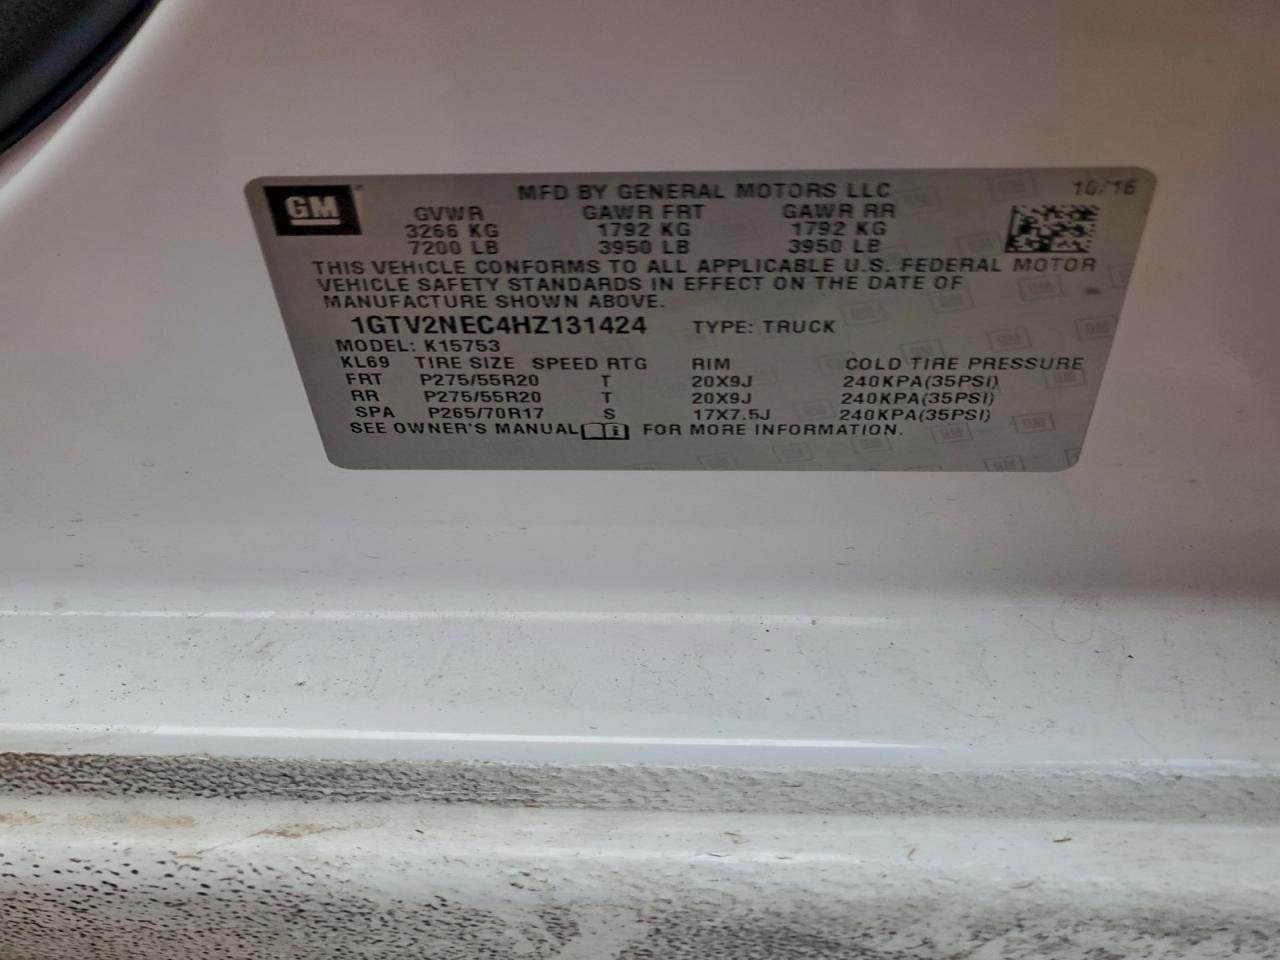 GM
MFD BY GENERAL MOTORS LLC 10/16
GVWR GAWR FRT GAWR RR
3266 KG 1792 KG 1792 KG
7200 LB 3950 LB 3950 LB
THIS VEHICLE CONFORMS TO ALL APPLICABLE U.S. FEDERAL MOTOR
VEHICLE SAFETY STANDARDS IN EFFECT ON THE DATE OF
MANUFACTURE SHOWN ABOVE.
1GTV2NEC4HZ131424 TYPE: TRUCK
MODEL: K15753
KL69 TIRE SIZE SPEED RTG RIM COLD TIRE PRESSURE
FRT P275/55R20 T 20X9J 240KPA(35PSI)
RR P275/55R20 T 20X9J 240KPA(35PSI)
SPA P265/70R17 S 17X7.5J 240KPA(35PSI)
SEE OWNER'S MANUAL FOR MORE INFORMATION.